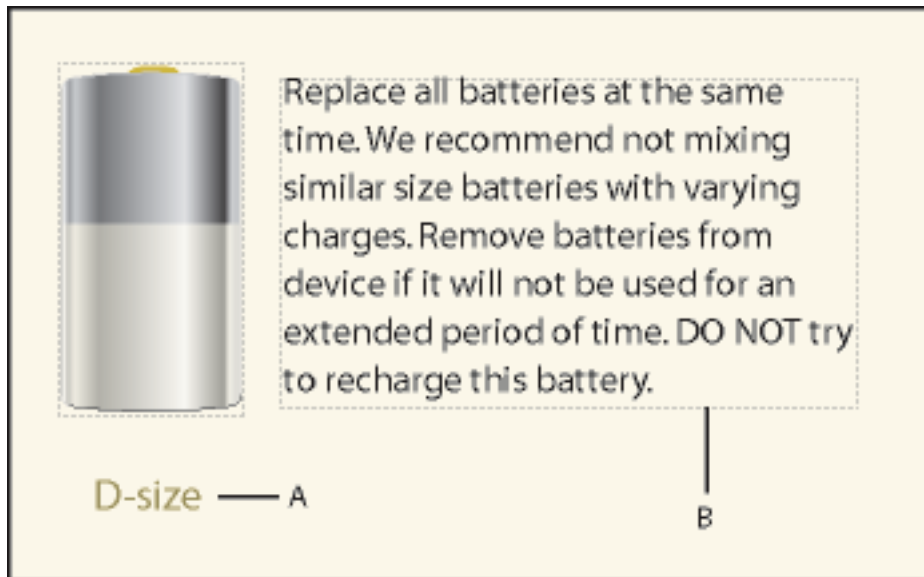 Replace all batteries at the same
time. We recommend not mixing
similar size batteries with varying
charges. Remove batteries from
device if it will not be used for an
extended period of time. DO NOT try
to recharge this battery.
D-size
A
B